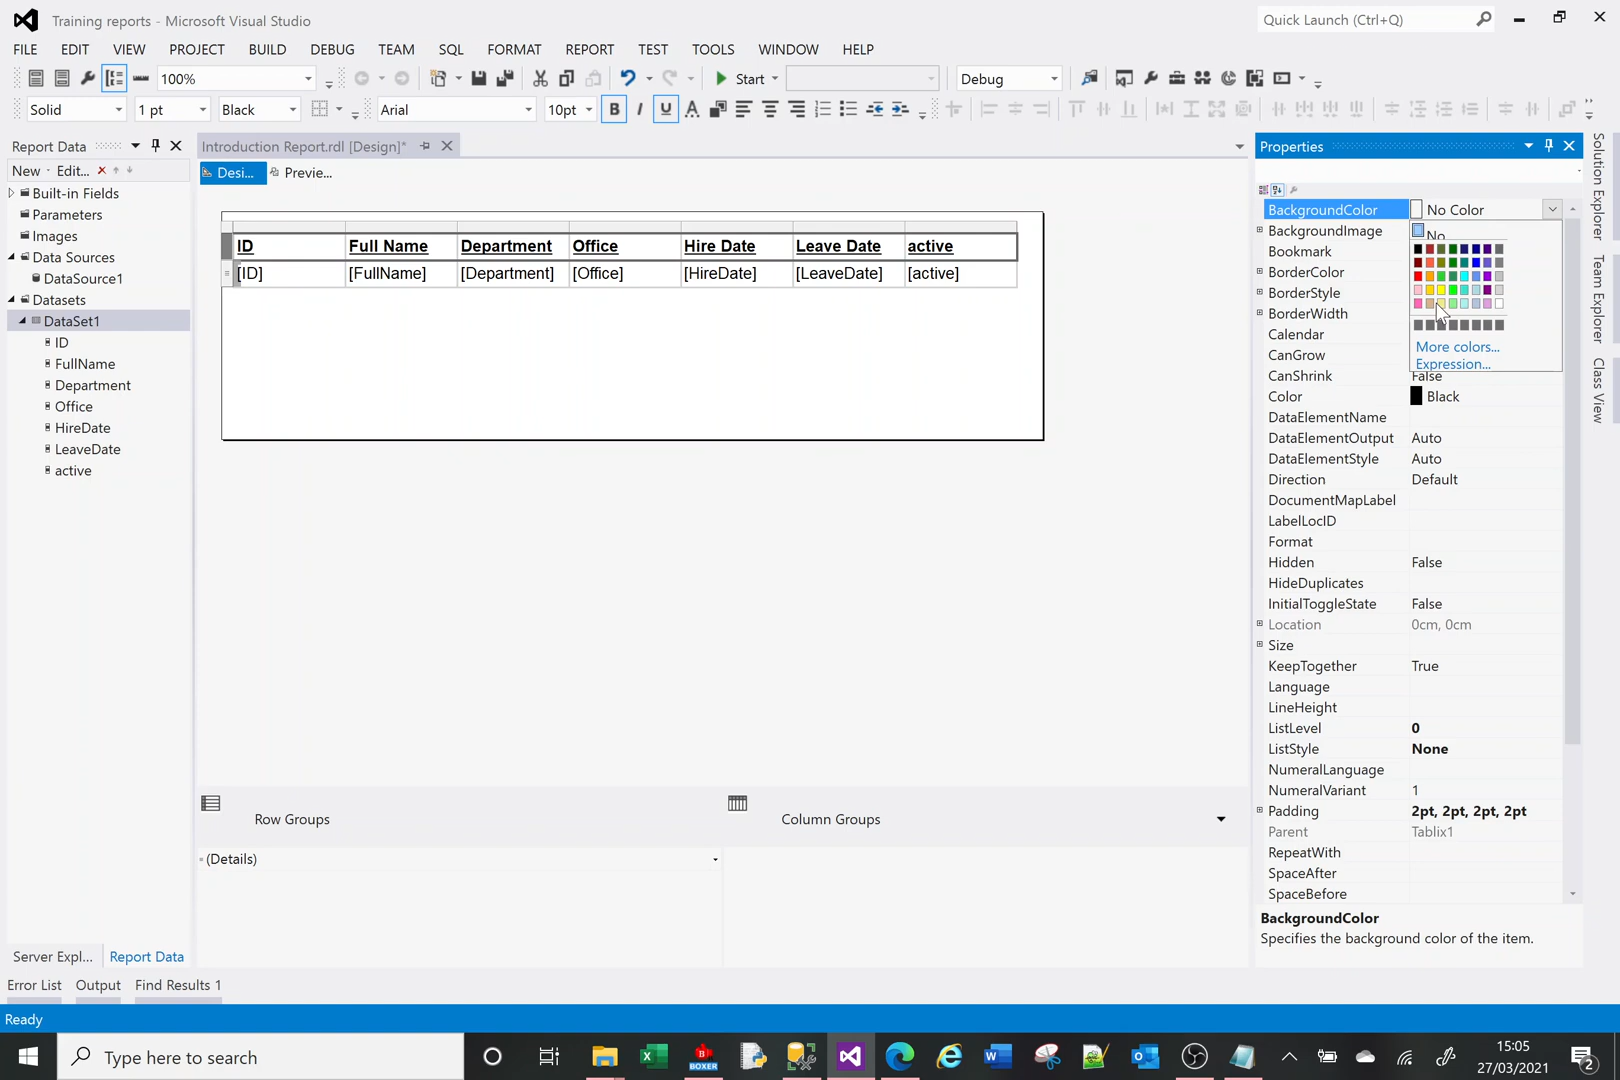 Training reports - Microsoft Visual Studio
Quick Launch (Ctrl+Q)
FILE EDIT VIEW PROJECT BUILD DEBUG TEAM SQL FORMAT REPORT TEST TOOLS WINDOW HELP
100% Start Debug
Solid 1 pt Black Arial 10pt B I U A
Report Data
Introduction Report.rdl [Design]*
Properties
New Edit...
Desi... Previe...
Built-in Fields
Parameters
Images
Data Sources
DataSource1
Datasets
DataSet1
ID
FullName
Department
Office
HireDate
LeaveDate
active
ID Full Name Department Office Hire Date Leave Date active
[ID] [FullName] [Department] [Office] [HireDate] [LeaveDate] [active]
Row Groups
Column Groups
(Details)
BackgroundColor No Color
BackgroundImage No
Bookmark
BorderColor
BorderStyle
BorderWidth
Calendar
CanGrow
More colors...
Expression...
CanShrink False
Color Black
DataElementName
DataElementOutput Auto
DataElementStyle Auto
Direction Default
DocumentMapLabel
LabelLocID
Format
Hidden False
HideDuplicates
InitialToggleState False
Location 0cm, 0cm
Size
KeepTogether True
Language
LineHeight
ListLevel 0
ListStyle None
NumeralLanguage
NumeralVariant 1
Padding 2pt, 2pt, 2pt, 2pt
Parent Tablix1
RepeatWith
SpaceAfter
SpaceBefore
BackgroundColor
Specifies the background color of the item.
Solution Explorer
Team Explorer
Class View
Server Expl... Report Data
Error List Output Find Results 1
Ready
Type here to search
BOXER
15:05
27/03/2021
2